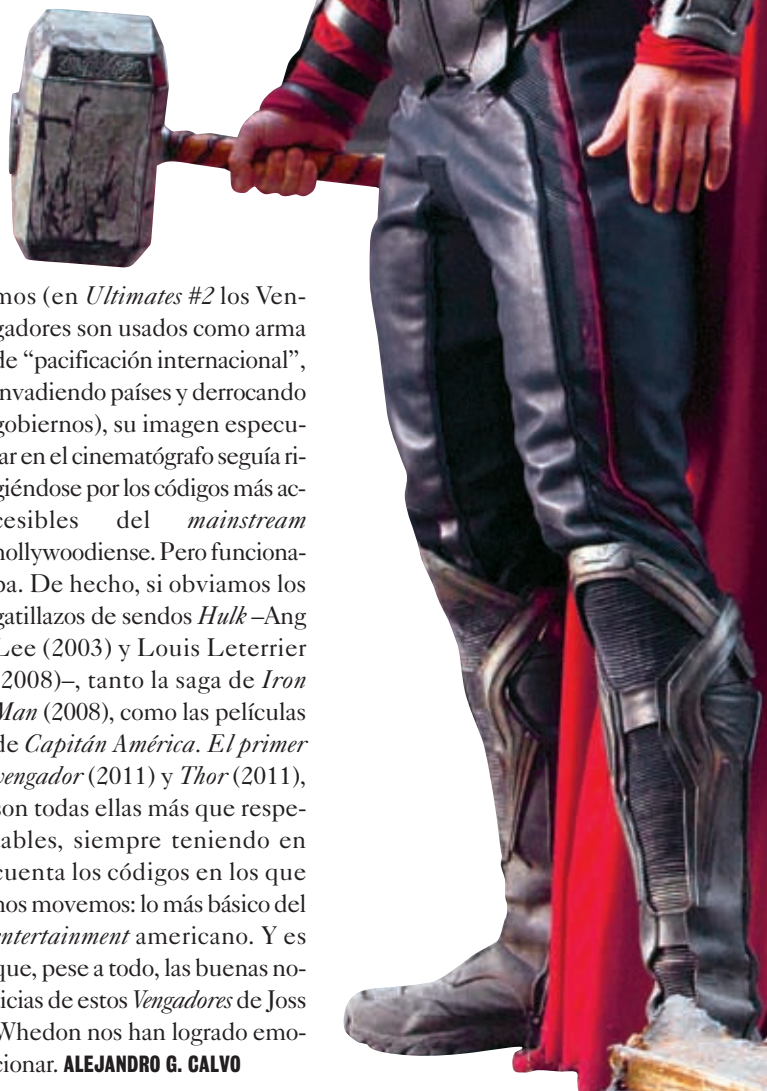 mos (en Ultimates #2 los Ven-
gadores son usados como arma
de “pacificación internacional”,
nvadiendo países y derrocando
gobiernos), su imagen especu-
ar en el cinematógrafo seguía ri-
giéndose por los códigos más ac-
cesibles del mainstream
hollywoodiense. Pero funciona-
ba. De hecho, si obviamos los
gatillazos de sendos Hulk –Ang
Lee (2003) y Louis Leterrier
2008)–, tanto la saga de Iron
Man (2008), como las películas
de Capitán América. El primer
vengador (2011) y Thor (2011),
son todas ellas más que respe-
ables, siempre teniendo en
cuenta los códigos en los que
nos movemos: lo más básico del
entertainment americano. Y es
que, pese a todo, las buenas no-
icias de estos Vengadores de Joss
Whedon nos han logrado emo-
cionar. ALEJANDRO G. CALVO